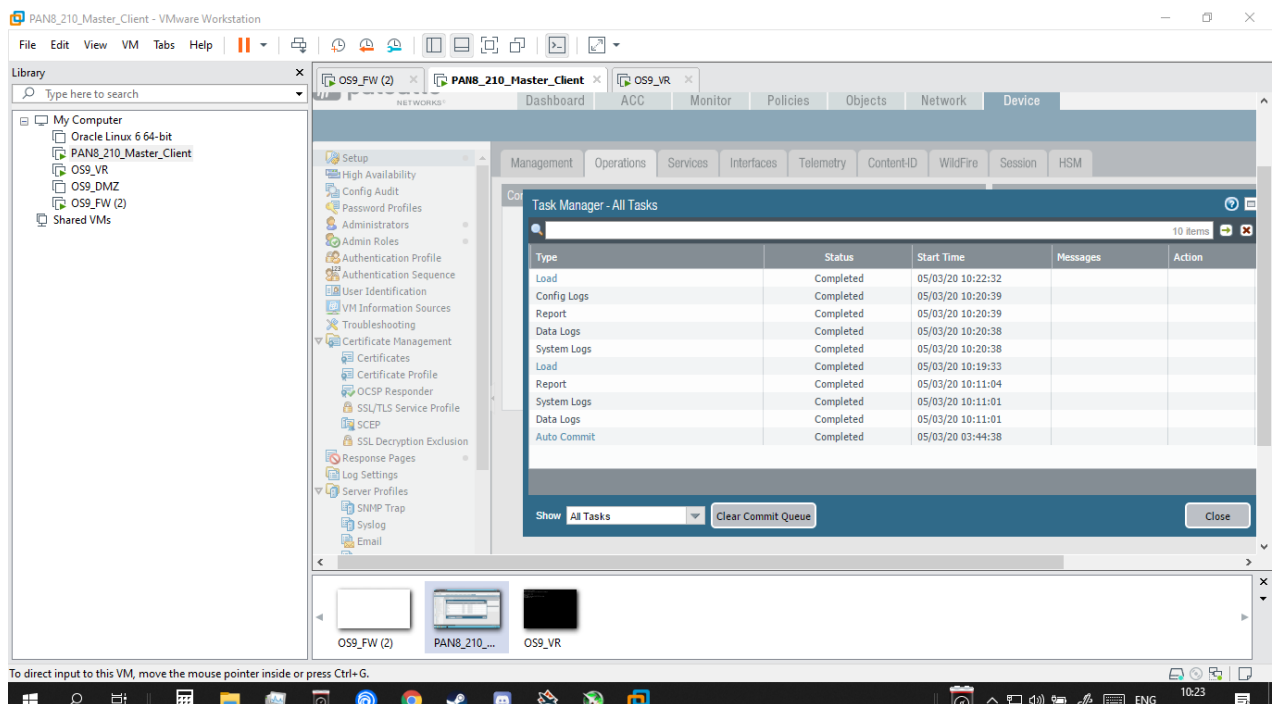 PAN8_210_Master_Client - VMware Workstation
File Edit View VM Tabs Help
Library
Type here to search
My Computer
Oracle Linux 6 64-bit
PAN8_210_Master_Client
OS9_VR
OS9_DMZ
OS9_FW (2)
Shared VMs
OS9_FW (2) PAN8_210_Master_Client OS9_VR
NETWORKS
Dashboard ACC Monitor Policies Objects Network Device
Setup
High Availability
Config Audit
Password Profiles
Administrators
Admin Roles
Authentication Profile
Authentication Sequence
User Identification
VM Information Sources
Troubleshooting
Certificate Management
Certificates
Certificate Profile
OCSP Responder
SSL/TLS Service Profile
SCEP
SSL Decryption Exclusion
Response Pages
Log Settings
Server Profiles
SNMP Trap
Syslog
Email
Management Operations Services Interfaces Telemetry Content-ID WildFire Session HSM
Task Manager - All Tasks
10 items
Type Status Start Time Messages Action
Load Completed 05/03/20 10:22:32
Config Logs Completed 05/03/20 10:20:39
Report Completed 05/03/20 10:20:39
Data Logs Completed 05/03/20 10:20:38
System Logs Completed 05/03/20 10:20:38
Load Completed 05/03/20 10:19:33
Report Completed 05/03/20 10:11:04
System Logs Completed 05/03/20 10:11:01
Data Logs Completed 05/03/20 10:11:01
Auto Commit Completed 05/03/20 03:44:38
Show All Tasks Clear Commit Queue Close
OS9_FW (2) PAN8_210_... OS9_VR
To direct input to this VM, move the mouse pointer inside or press Ctrl+G.
ENG 10:23